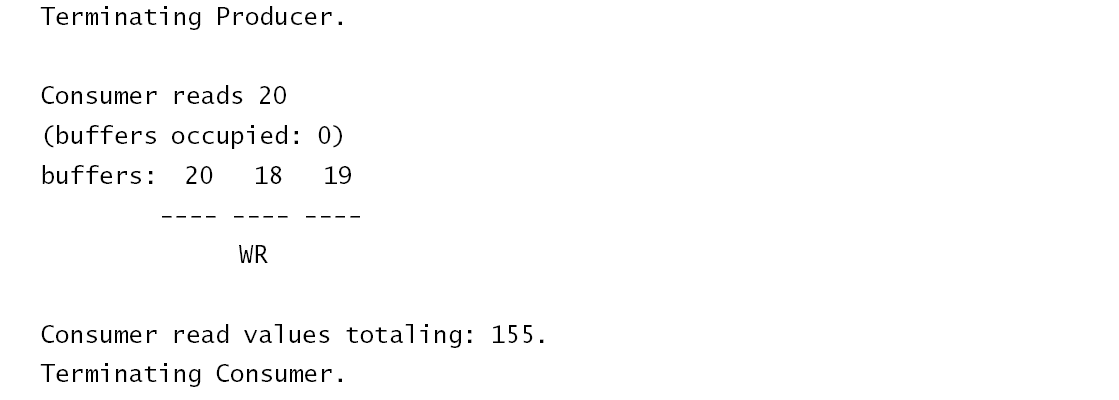 Terminating Producer.
Consumer reads 20
(buffers occupied: 0)
buffers:  20   18   19
---- ---- ----
WR
Consumer read values totaling: 155.
Terminating Consumer.